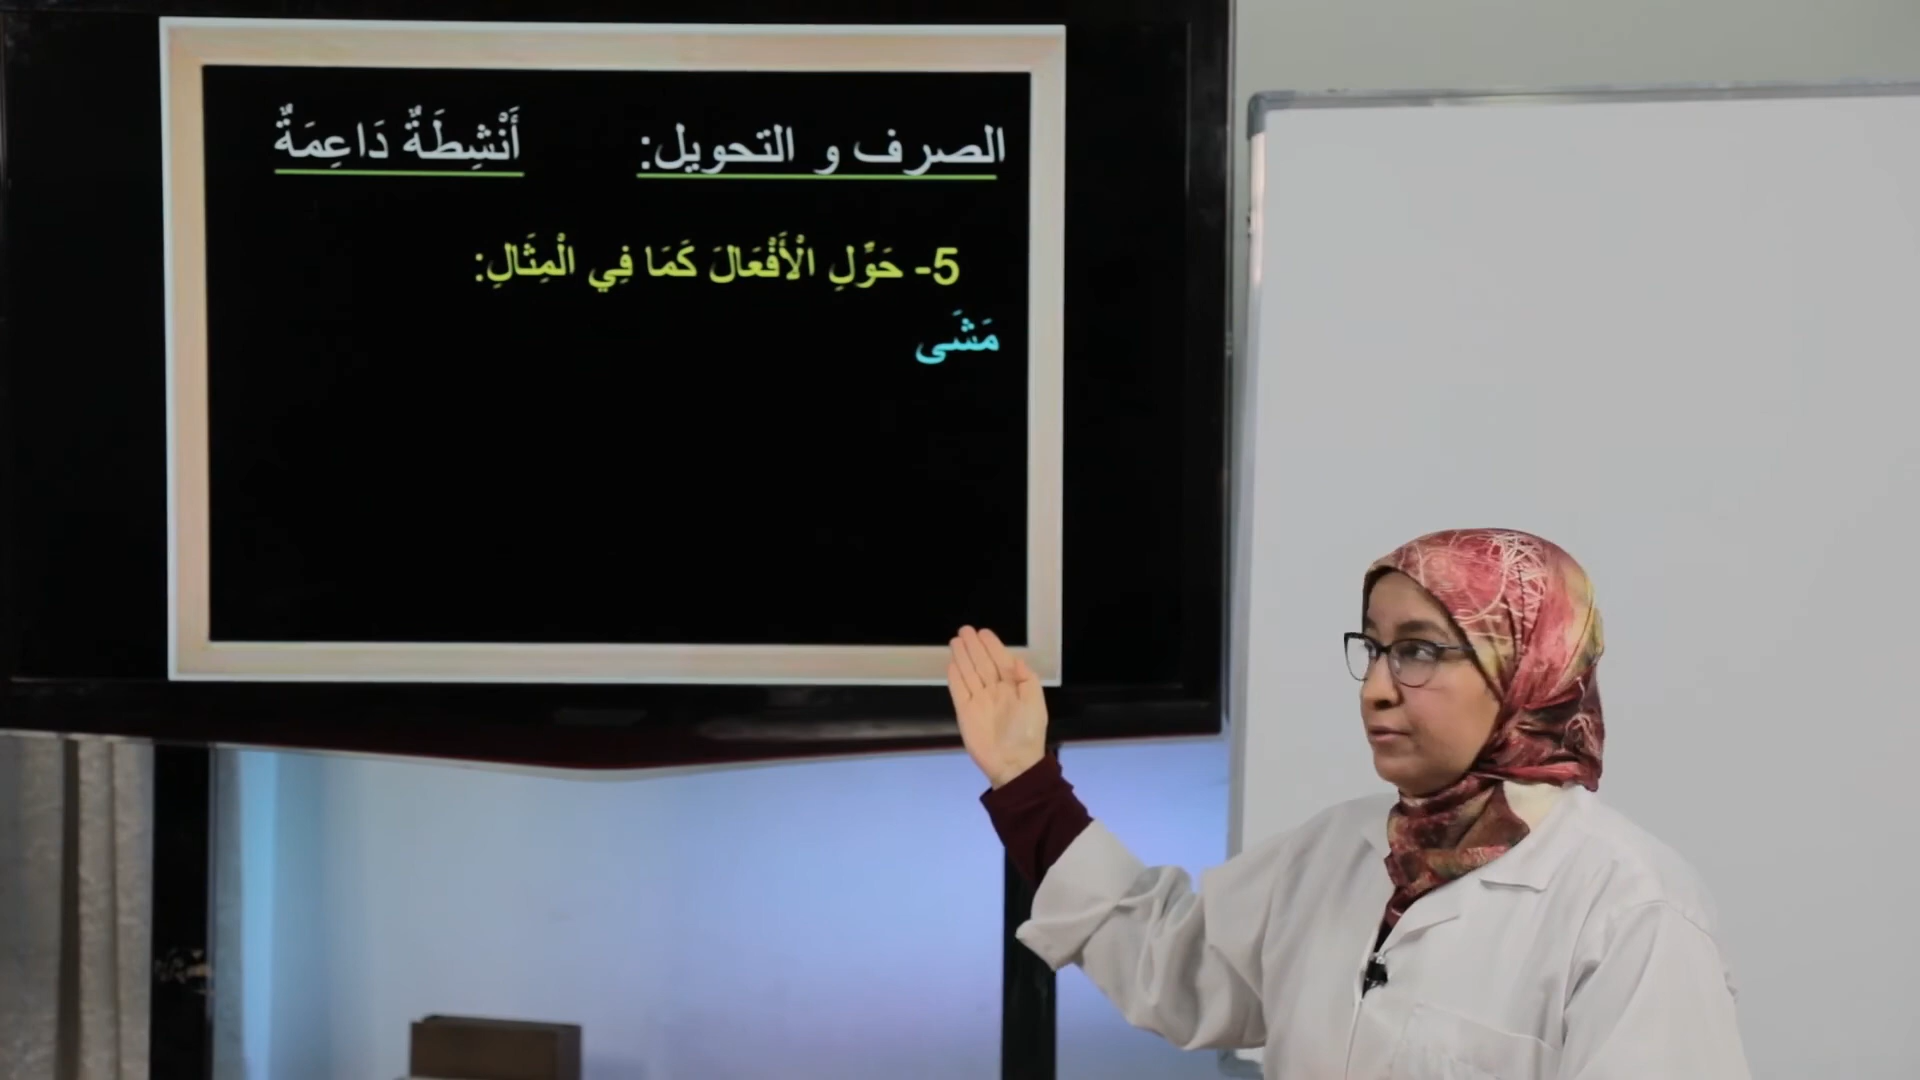 الصرف و التحويل: أَنْشِطَةٌ دَاعِمَةٌ
5- حَوِّلِ الْأَفْعَالَ كَمَا فِي الْمِثَالِ:
مَشَى